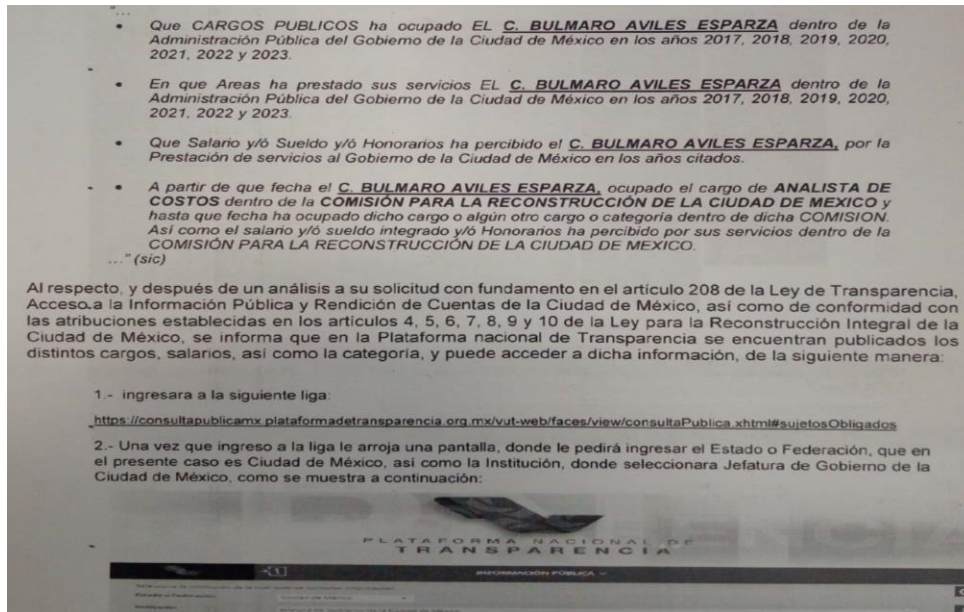 "...
• Que CARGOS PUBLICOS ha ocupado EL C. BULMARO AVILES ESPARZA dentro de la
Administración Pública del Gobierno de la Ciudad de México en los años 2017, 2018, 2019, 2020,
2021, 2022 y 2023.
• En que Areas ha prestado sus servicios EL C. BULMARO AVILES ESPARZA dentro de la
Administración Pública del Gobierno de la Ciudad de México en los años 2017, 2018, 2019, 2020,
2021, 2022 y 2023.
• Que Salario y/ó Sueldo y/ó Honorarios ha percibido el C. BULMARO AVILES ESPARZA, por la
Prestación de servicios al Gobierno de la Ciudad de México en los años citados.
• A partir de que fecha el C. BULMARO AVILES ESPARZA, ocupado el cargo de ANALISTA DE
COSTOS dentro de la COMISIÓN PARA LA RECONSTRUCCIÓN DE LA CIUDAD DE MEXICO y
hasta que fecha ha ocupado dicho cargo o algún otro cargo o categoría dentro de dicha COMISION.
Así como el salario y/ó sueldo integrado y/ó Honorarios ha percibido por sus servicios dentro de la
COMISIÓN PARA LA RECONSTRUCCIÓN DE LA CIUDAD DE MEXICO.
..." (sic)
Al respecto, y después de un análisis a su solicitud con fundamento en el artículo 208 de la Ley de Transparencia,
Acceso a la Información Pública y Rendición de Cuentas de la Ciudad de México, así como de conformidad con
las atribuciones establecidas en los artículos 4, 5, 6, 7, 8, 9 y 10 de la Ley para la Reconstrucción Integral de la
Ciudad de México, se informa que en la Plataforma nacional de Transparencia se encuentran publicados los
distintos cargos, salarios, así como la categoría, y puede acceder a dicha información, de la siguiente manera:
1.- ingresara a la siguiente liga:
https://consultapublicamx.plataformadetransparencia.org.mx/vut-web/faces/view/consultaPublica.xhtml#sujetosObligados
2.- Una vez que ingreso a la liga le arroja una pantalla, donde le pedirá ingresar el Estado o Federación, que en
el presente caso es Ciudad de México, así como la Institución, donde seleccionara Jefatura de Gobierno de la
Ciudad de México, como se muestra a continuación:
PLATAFORMA NACIONAL DE
TRANSPARENCIA
INFORMACIÓN PÚBLICA
Estado o Federación: Ciudad de México
Institución: